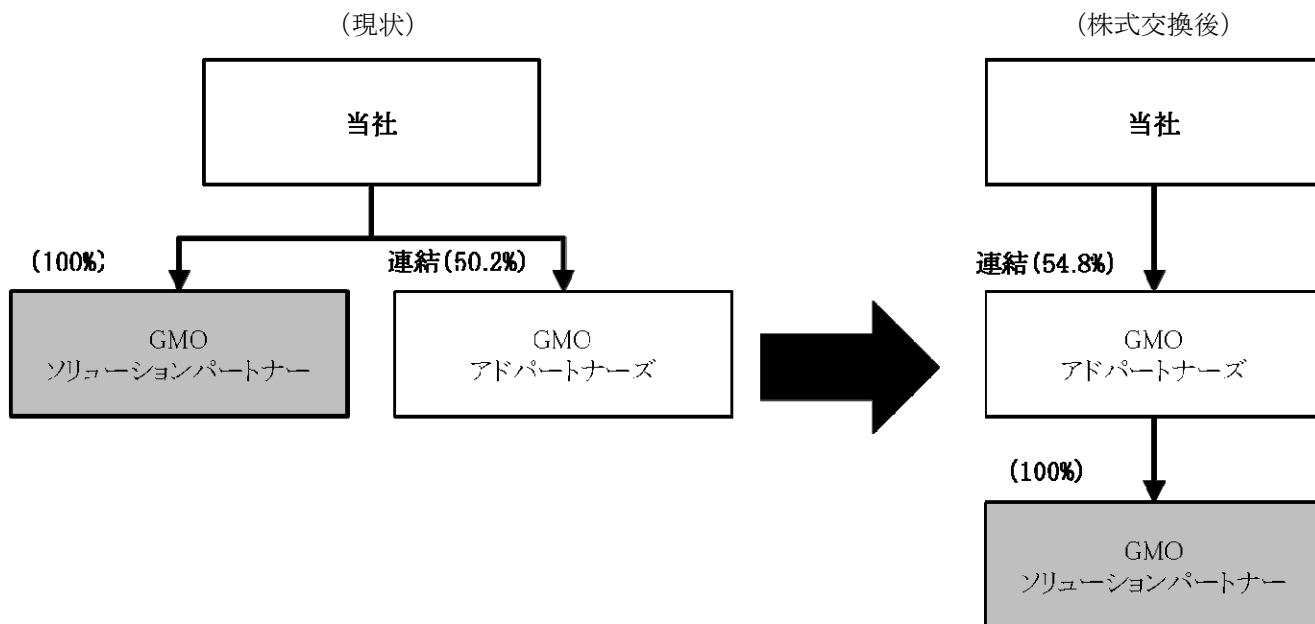 (現状)
当社
(100%)
連結(50.2%)
GMO
ソリューションパートナー
GMO
アドパートナーズ
(株式交換後)
当社
連結(54.8%)
GMO
アドパートナーズ
(100%)
GMO
ソリューションパートナー